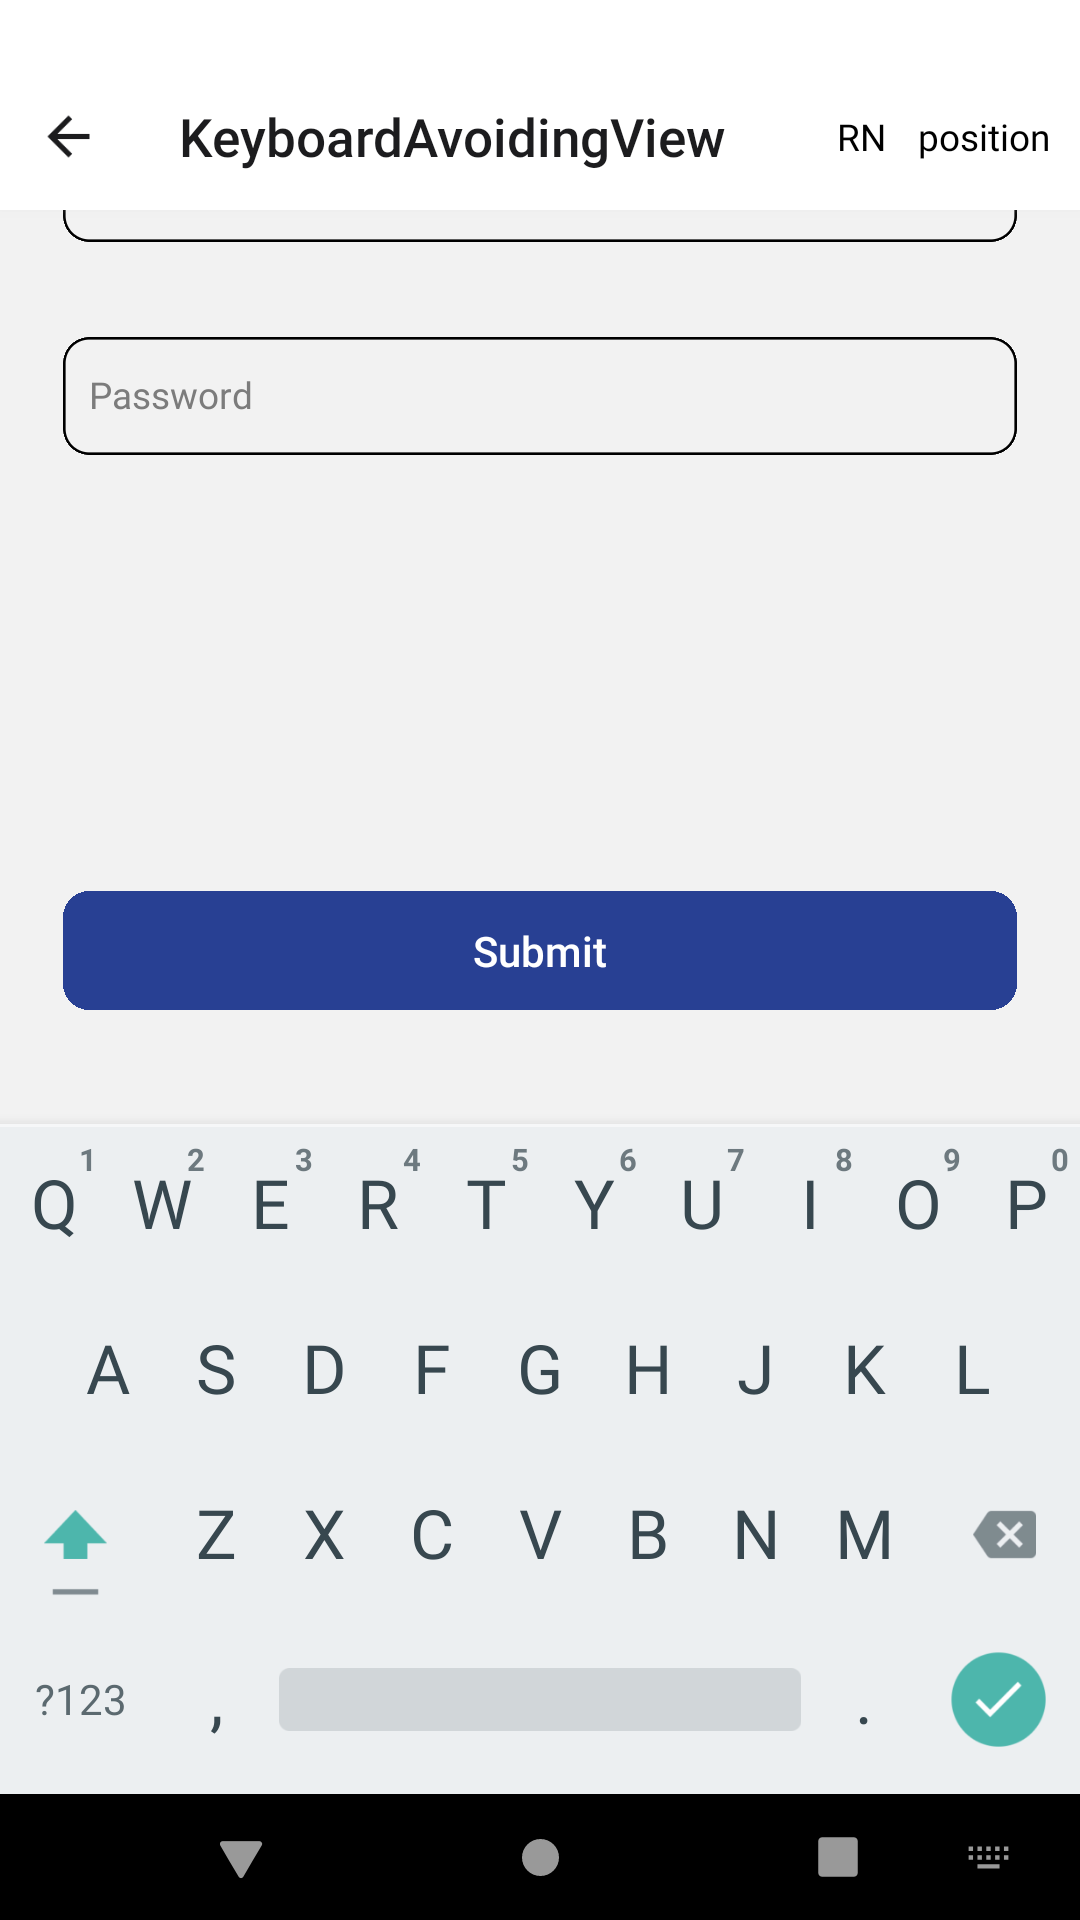 KeyboardAvoidingView RN position
Password
Submit
1 2 3 4 5 6 7 8 9 0
Q W E R T Y U I O P
A S D F G H J K L
Z X C V B N M
?123 , .